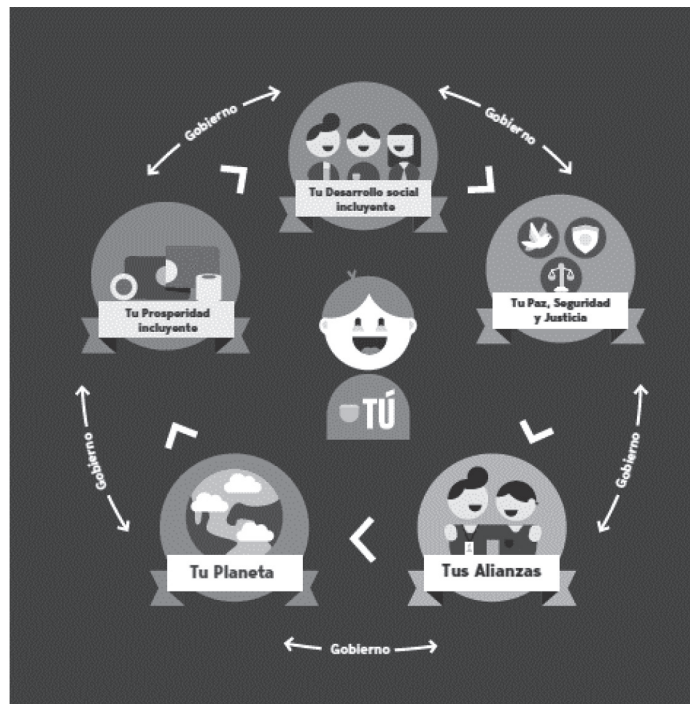 Gobierno
Gobierno
Tu Desarrollo social
incluyente
Tu Prosperidad
incluyente
Tu Paz, Seguridad
y Justicia
TÚ
Gobierno
Gobierno
Tu Planeta
Tus Alianzas
Gobierno